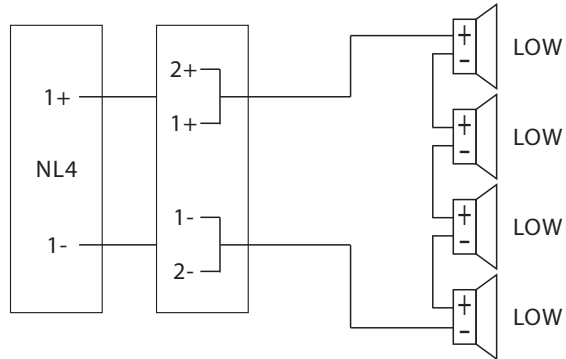 NL4
1+
1-
2+
1+
1-
2-
+
-
LOW
+
-
LOW
+
-
LOW
+
-
LOW